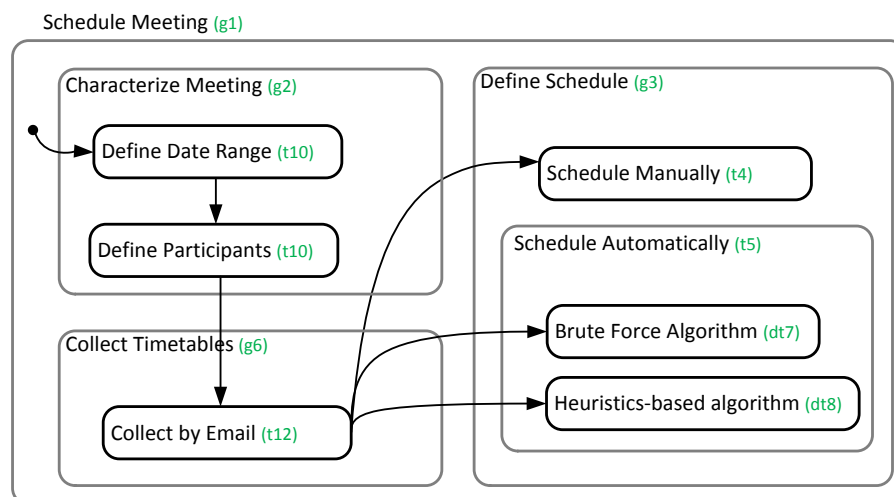 Schedule Meeting (g1)
Characterize Meeting (g2)
Define Date Range (t10)
Define Participants (t10)
Collect Timetables (g6)
Collect by Email (t12)
Define Schedule (g3)
Schedule Manually (t4)
Schedule Automatically (t5)
Brute Force Algorithm (dt7)
Heuristics-based algorithm (dt8)